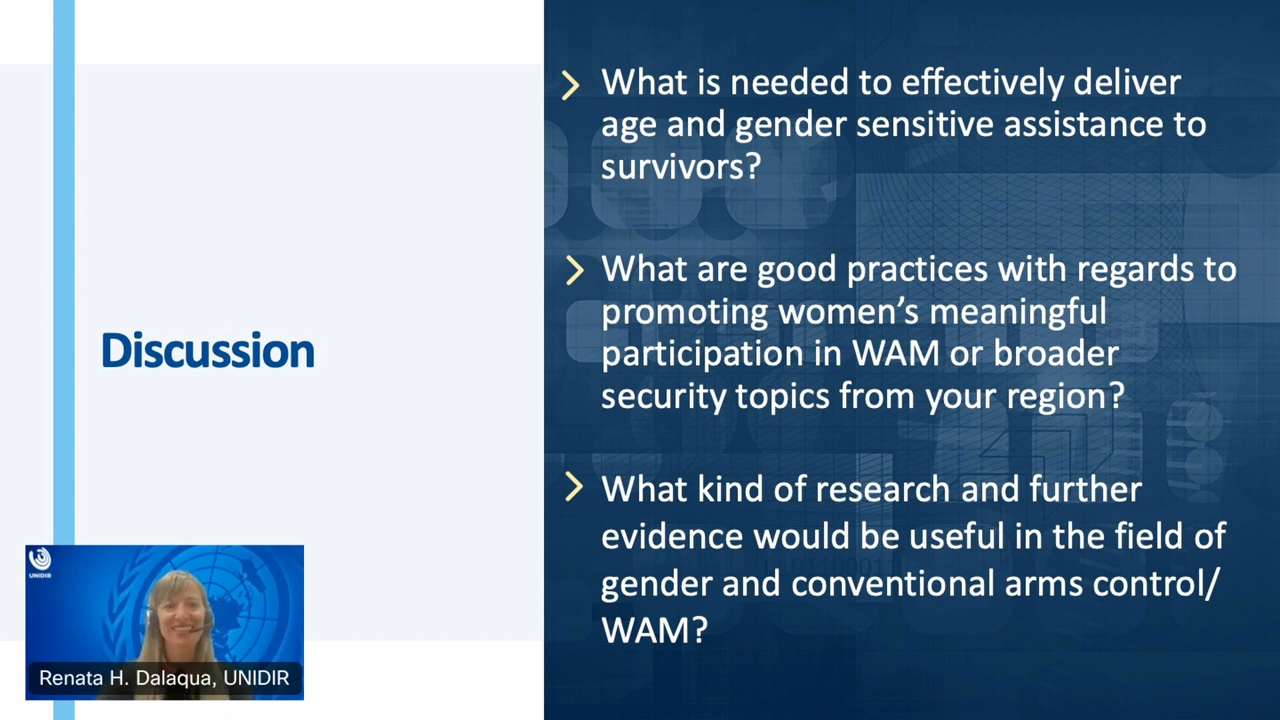 What is needed to effectively deliver
age and gender sensitive assistance to
survivors?
What are good practices with regards to
promoting women’s meaningful
participation in WAM or broader
security topics from your region?
Discussion
What kind of research and further
evidence would be useful in the field of
gender and conventional arms control/
WAM?
UNIDIR
Renata H. Dalaqua, UNIDIR